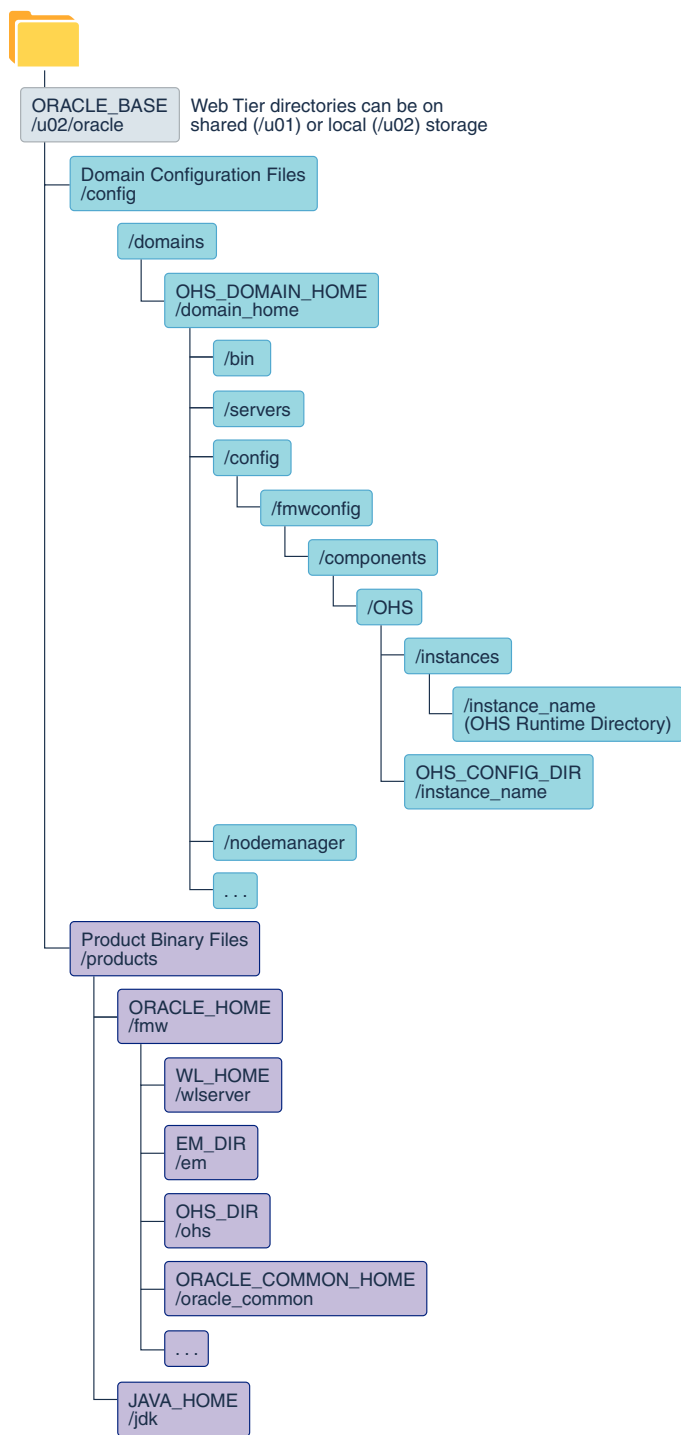 ORACLE_BASE
/u02/oracle
Web Tier directories can be on
shared (/u01) or local (/u02) storage
Domain Configuration Files
/config
/domains
OHS_DOMAIN_HOME
/domain_home
/bin
/servers
/config
/fmwconfig
/components
/OHS
/instances
/instance_name
(OHS Runtime Directory)
OHS_CONFIG_DIR
/instance_name
/nodemanager
. . .
Product Binary Files
/products
ORACLE_HOME
/fmw
WL_HOME
/wlserver
EM_DIR
/em
OHS_DIR
/ohs
ORACLE_COMMON_HOME
/oracle_common
. . .
JAVA_HOME
/jdk